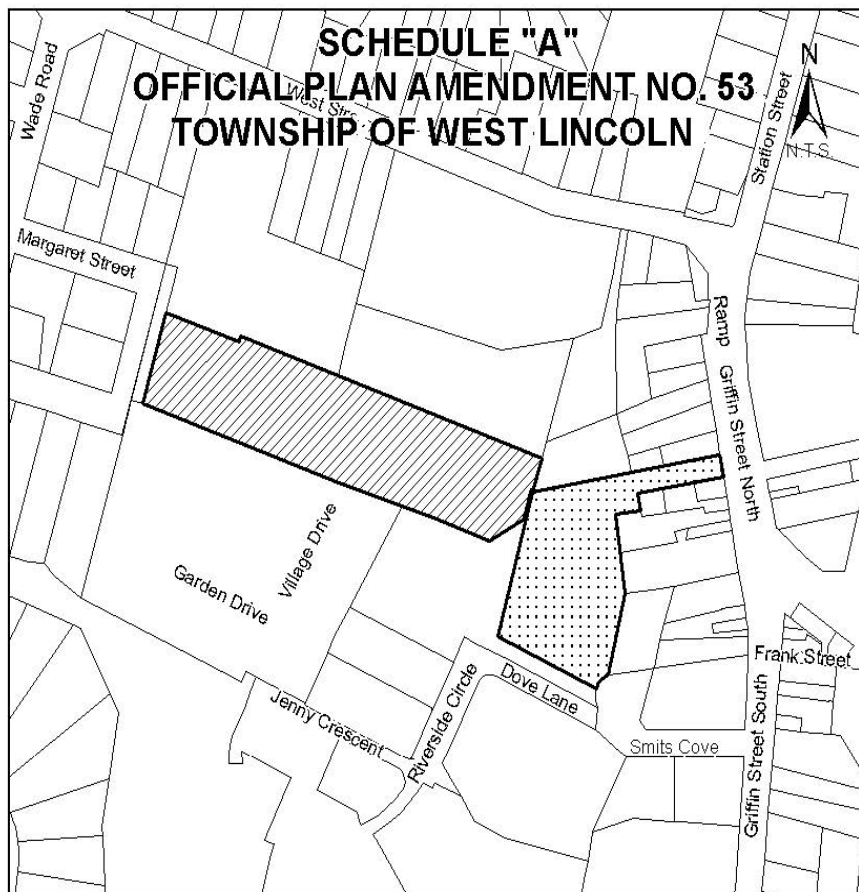 SCHEDULE "A"
OFFICIAL PLAN AMENDMENT NO. 53
TOWNSHIP OF WEST LINCOLN
N
N.T.S.
Wade Road
West
Station Street
Margaret Street
Ramp
Griffin Street North
Village Drive
Garden Drive
Frank Street
Dove Lane
Riverside Circle
Jenny Crescent
Smits Cove
Griffin Street South